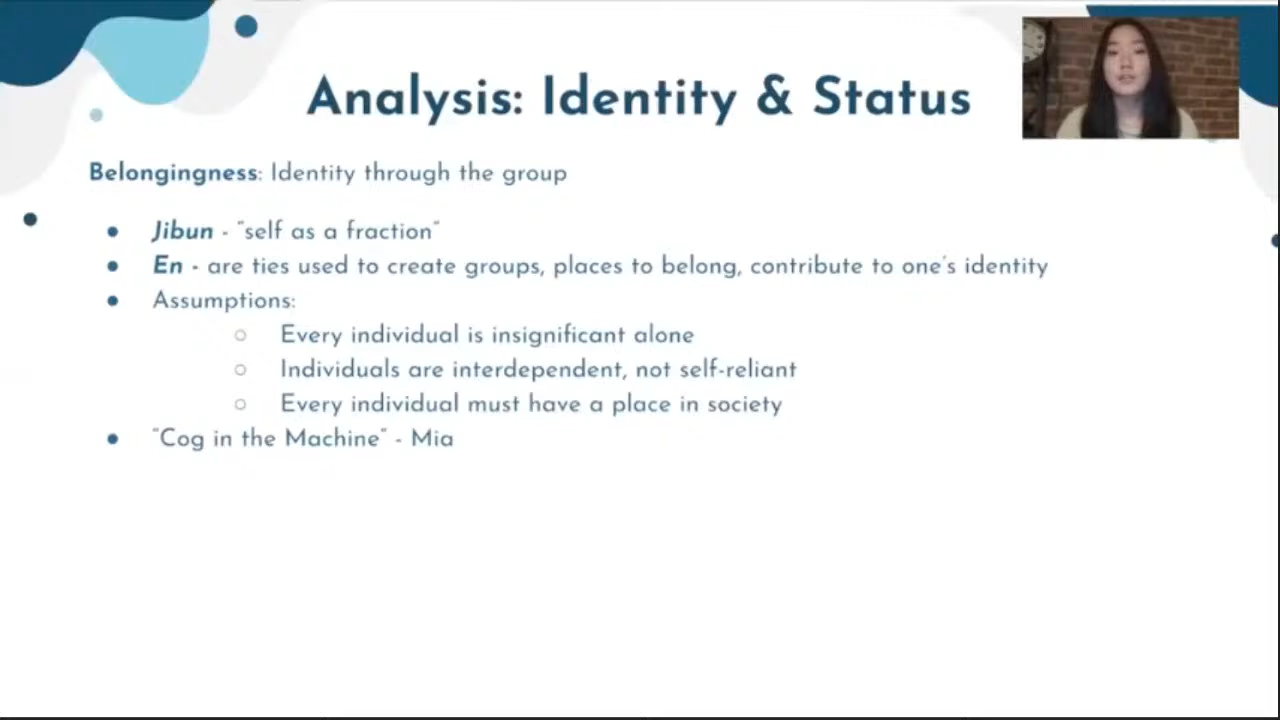 Analysis: Identity & Status
Belongingness: Identity through the group
● Jibun - "self as a fraction"
● En - are ties used to create groups, places to belong, contribute to one's identity
● Assumptions:
○ Every individual is insignificant alone
○ Individuals are interdependent, not self-reliant
○ Every individual must have a place in society
● "Cog in the Machine" - Mia